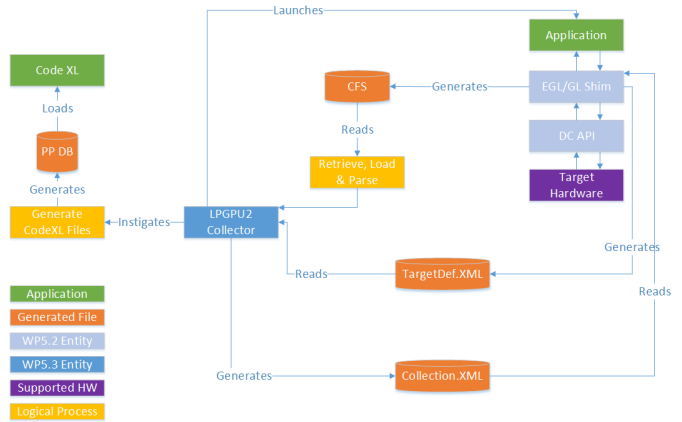 Launches
Application
Code XL
CFS
Generates
EGL/GL Shim
Loads
Reads
DC API
PP DB
Retrieve, Load
& Parse
Target
Hardware
Generates
Generate
CodeXL Files
Instigates
LPGPU2
Collector
Generates
Reads
TargetDef.XML
Reads
Application
Generated File
WP5.2 Entity
WP5.3 Entity
Generates
Collection.XML
Supported HW
Logical Process